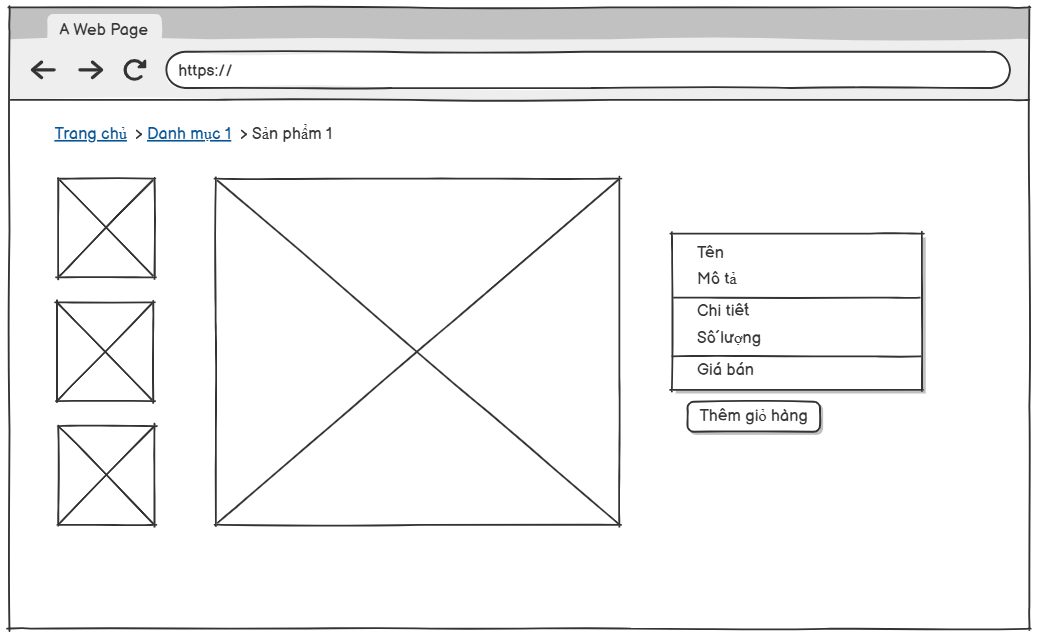 A Web Page
https://
Trang chủ > Danh mục 1 > Sản phẩm 1
Tên
Mô tả
Chi tiết
Số lượng
Giá bán
Thêm giỏ hàng